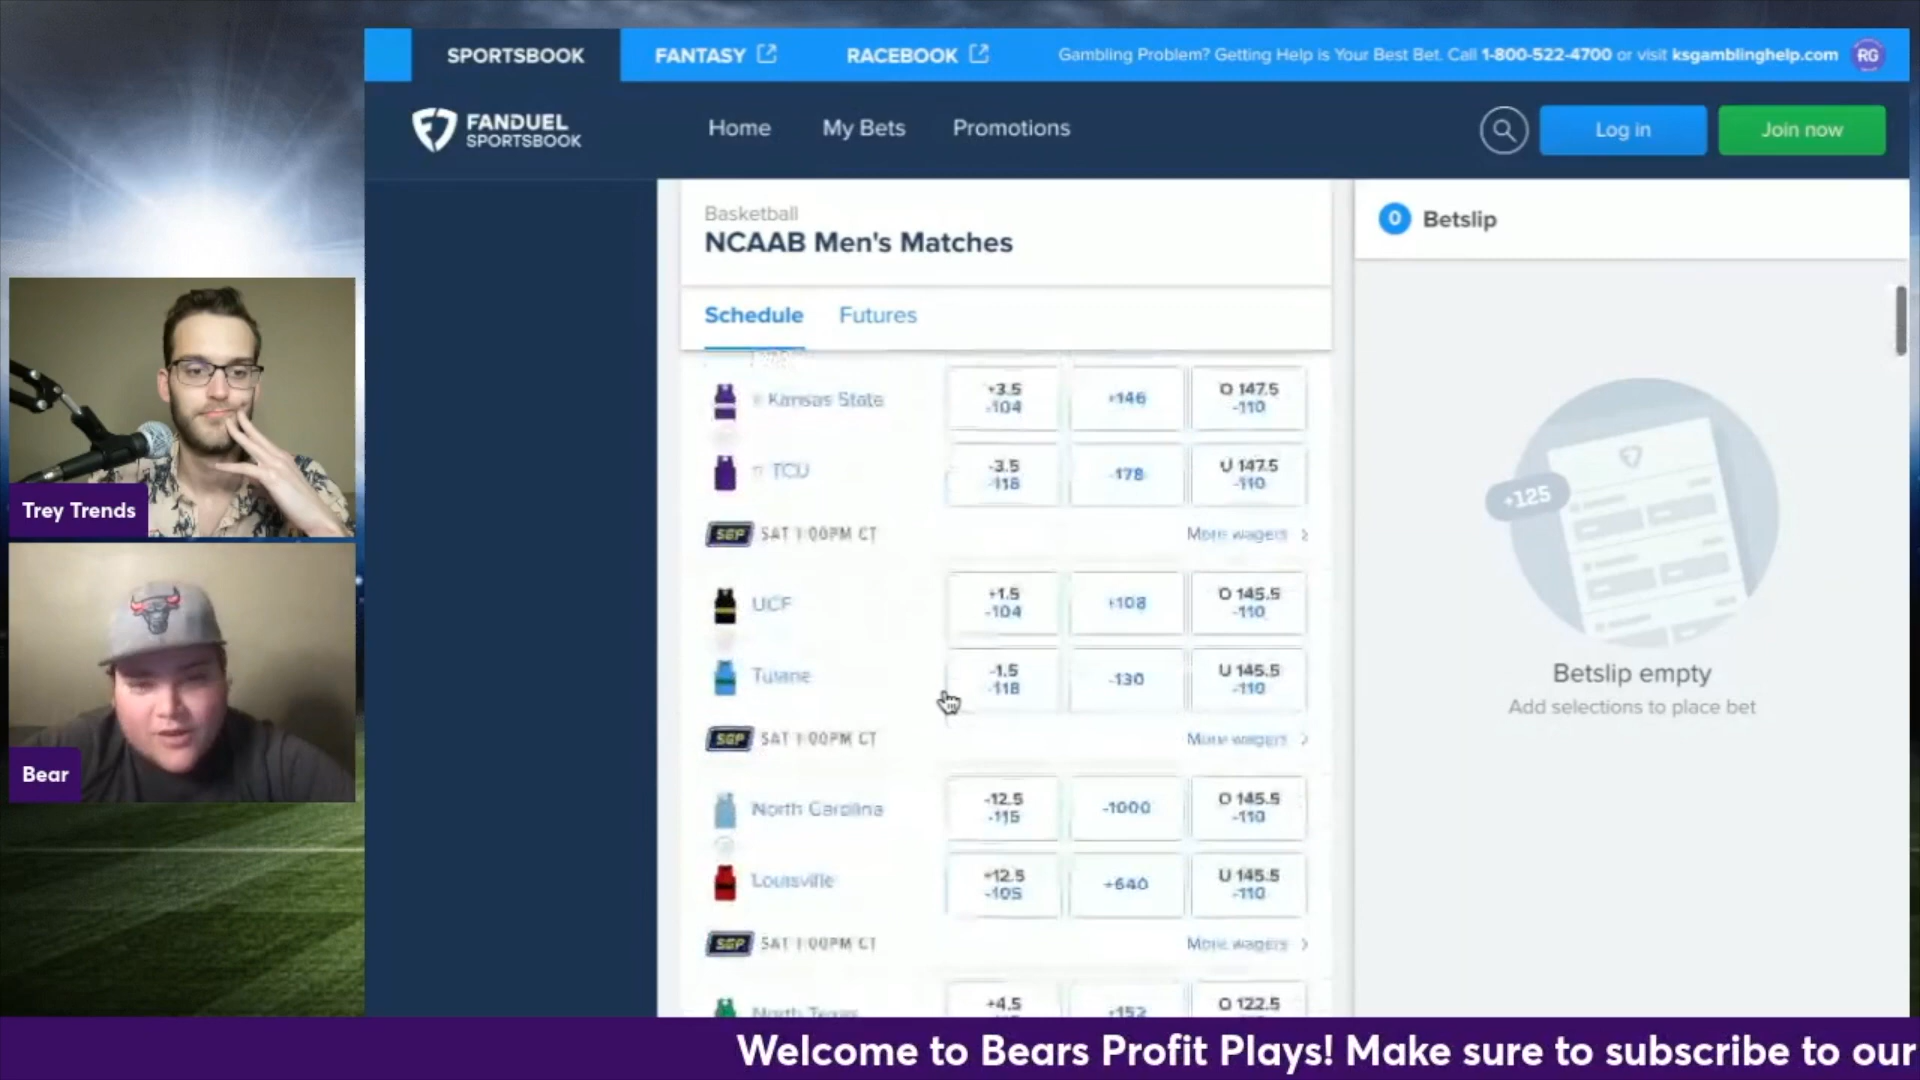 SPORTSBOOK
FANTASY
RACEBOOK
Gambling Problem? Getting Help is Your Best Bet. Call 1-800-522-4700 or visit ksgamblinghelp.com
RG
FANDUEL
SPORTSBOOK
Home
My Bets
Promotions
Log in
Join now
Basketball
NCAAB Men's Matches
Schedule
Futures
0
Betslip
Kansas State
+3.5
-104
+146
O 147.5
-110
TCU
-3.5
-118
-178
U 147.5
-110
SGP
SAT 1:00PM CT
More wagers
UCF
+1.5
-104
+108
O 145.5
-110
Tulane
-1.5
-118
-130
U 145.5
-110
SGP
SAT 1:00PM CT
More wagers
North Carolina
-12.5
-115
-1000
O 145.5
-110
Louisville
+12.5
-105
+640
U 145.5
-110
SGP
SAT 1:00PM CT
More wagers
North Texas
+4.5
+152
O 122.5
+125
Betslip empty
Add selections to place bet
Trey Trends
Bear
Welcome to Bears Profit Plays! Make sure to subscribe to our